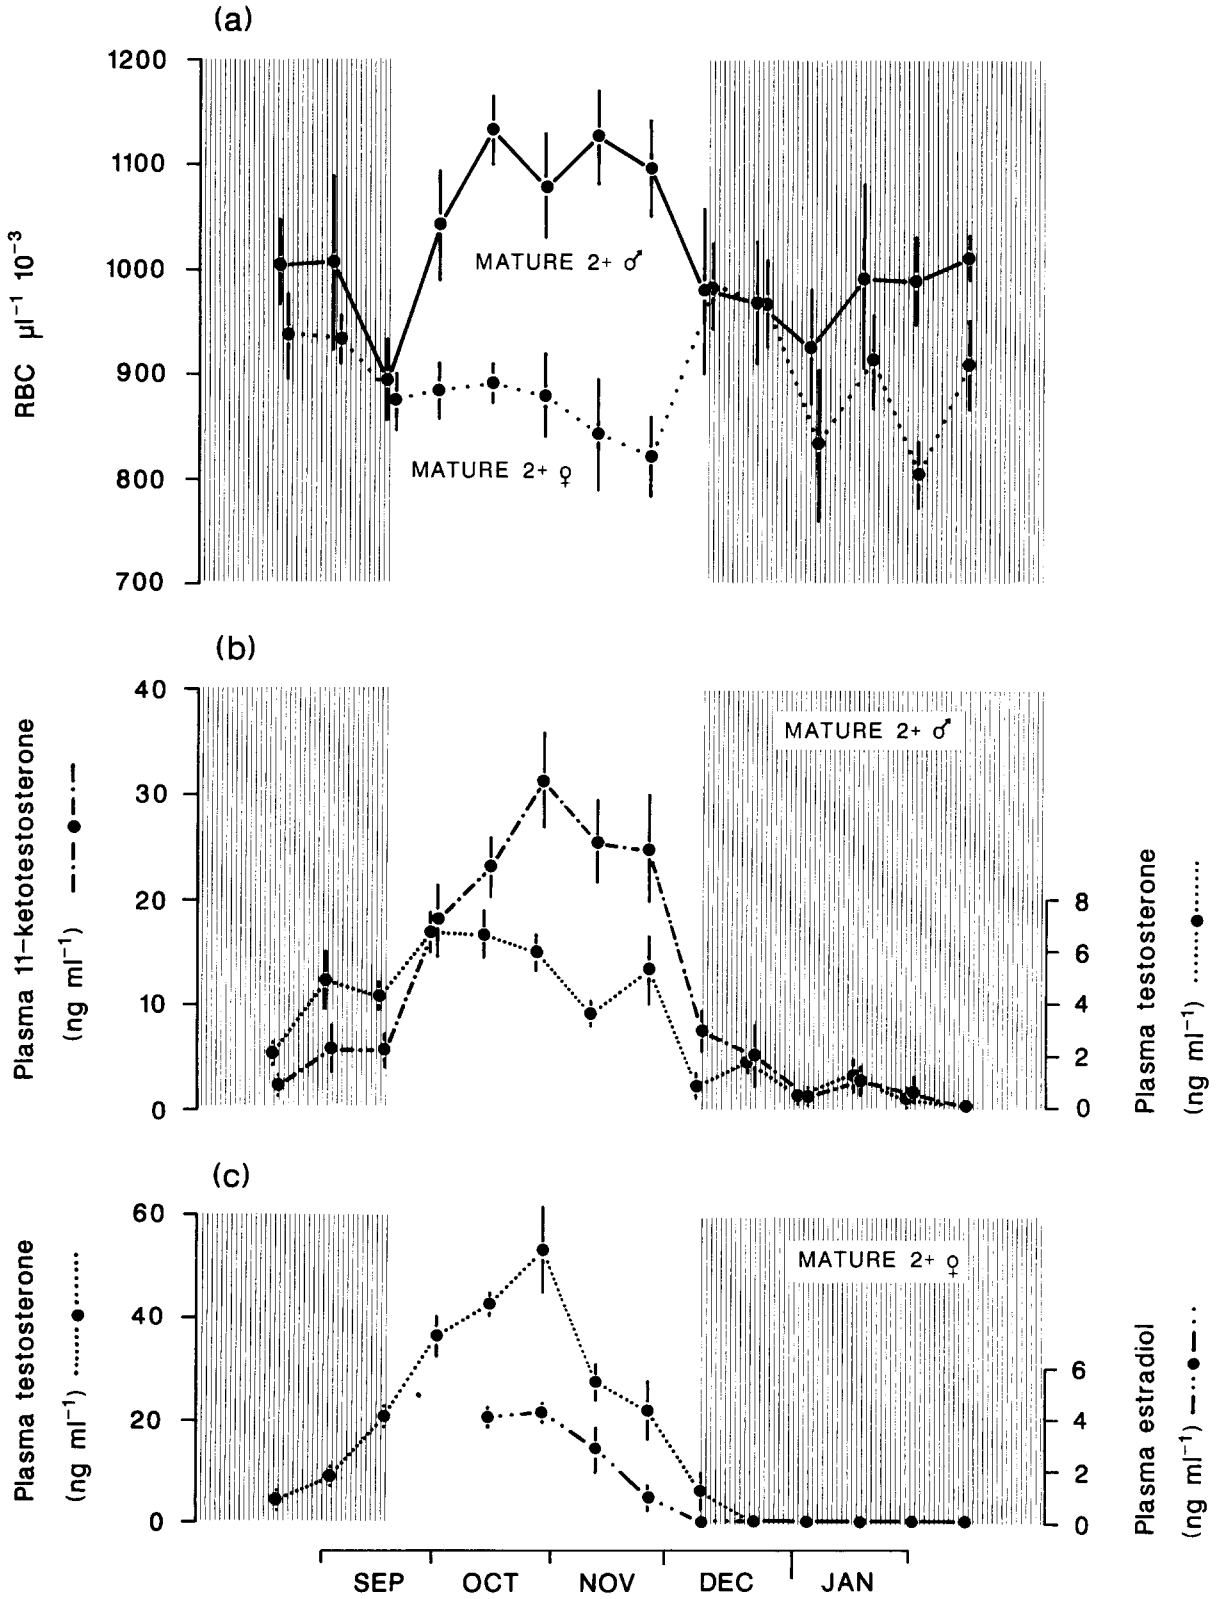 (a)
1200
1100
1000
900
800
700
RBC µl⁻¹ 10⁻³
MATURE 2+ ♂
MATURE 2+ ♀
(b)
40
30
20
10
0
Plasma 11-ketotestosterone
(ng ml⁻¹)
MATURE 2+ ♂
8
6
4
2
0
Plasma testosterone
(ng ml⁻¹)
(c)
60
40
20
0
Plasma testosterone
(ng ml⁻¹)
MATURE 2+ ♀
6
4
2
0
Plasma estradiol
(ng ml⁻¹)
SEP OCT NOV DEC JAN